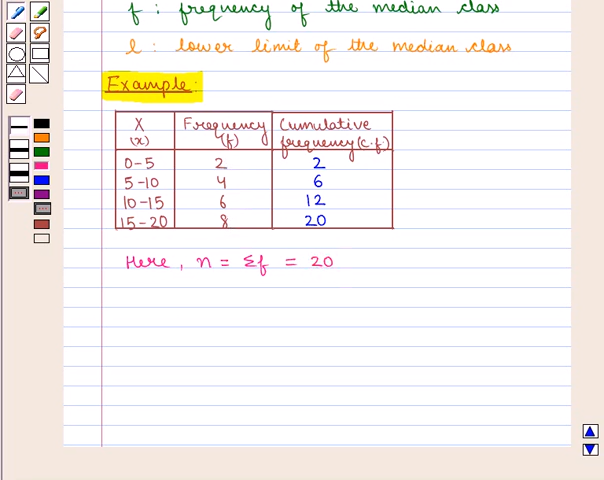 f : frequency of the median class
l : lower limit of the median class
Example:
X (x) Frequency (f) Cumulative frequency (c.f)
0-5 2 2
5-10 4 6
10-15 6 12
15-20 8 20
Here, n = Σf = 20